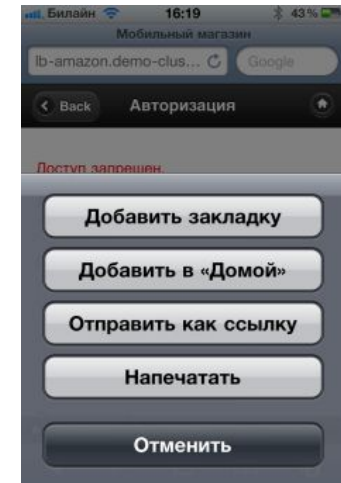 Билайн 16:19 43%
Мобильный магазин
lb-amazon.demo-clus... Google
Back Авторизация
Доступ запрещен.
Добавить закладку
Добавить в «Домой»
Отправить как ссылку
Напечатать
Отменить